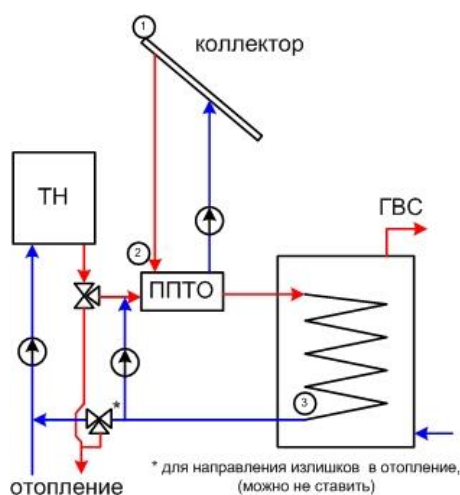 1
коллектор
ТН
ГВС
2
ППТО
3
*
отопление
* для направления излишков в отопление,
(можно не ставить)